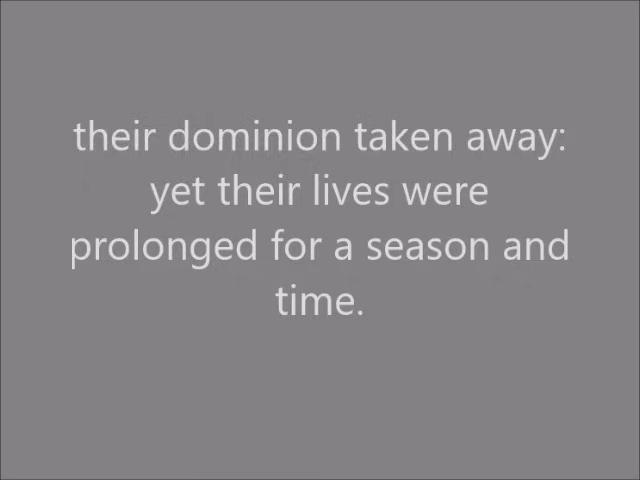 their dominion taken away:
yet their lives were
prolonged for a season and
time.